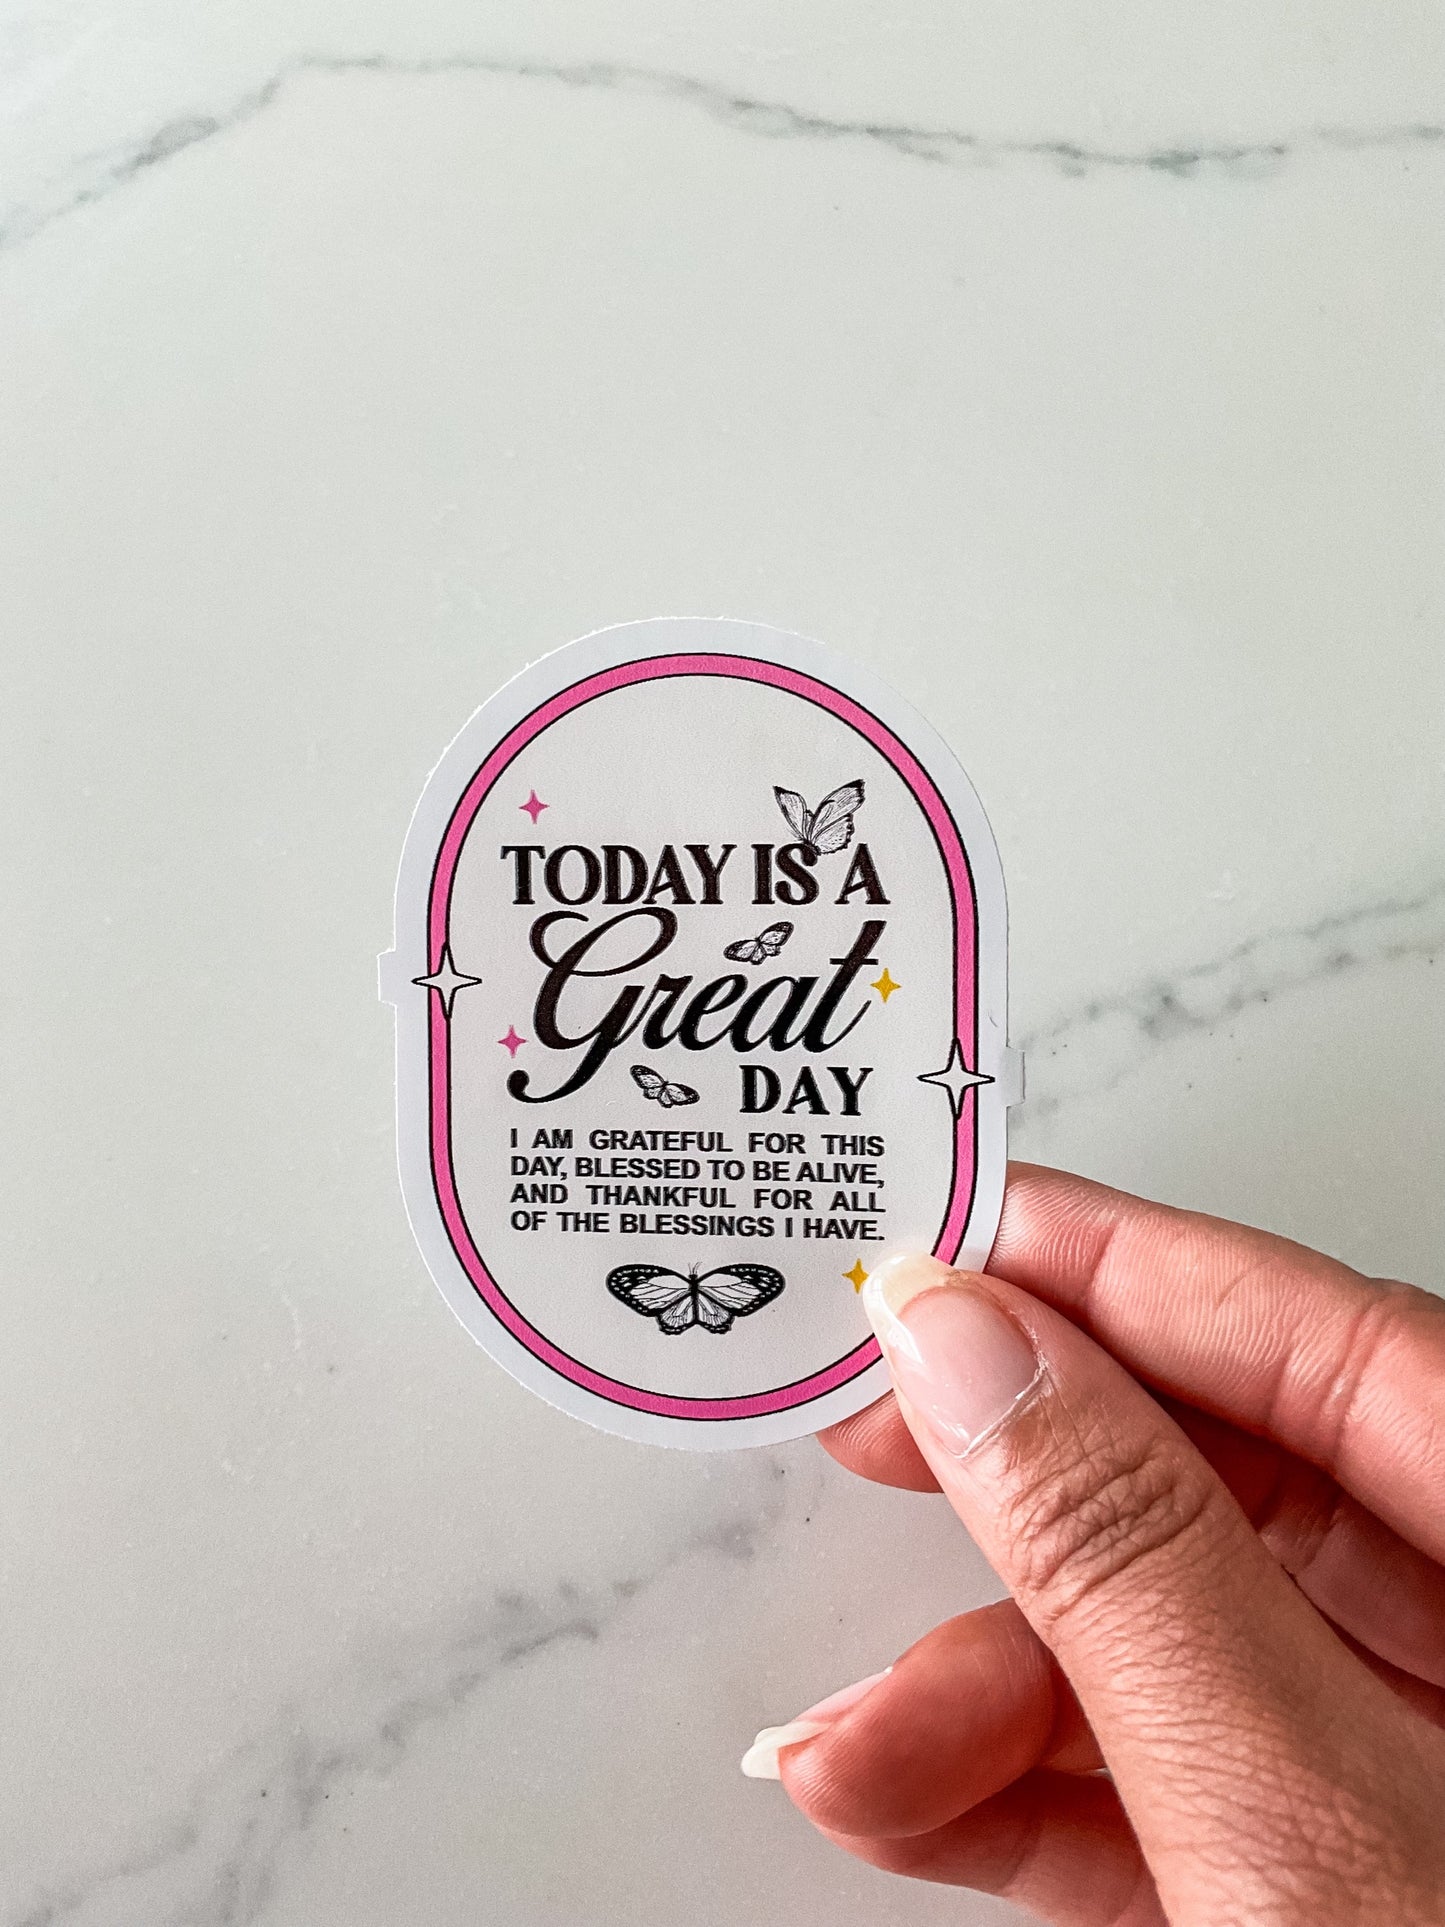 TODAY IS A
Great
DAY
I AM GRATEFUL FOR THIS
DAY, BLESSED TO BE ALIVE,
AND THANKFUL FOR ALL
OF THE BLESSINGS I HAVE.